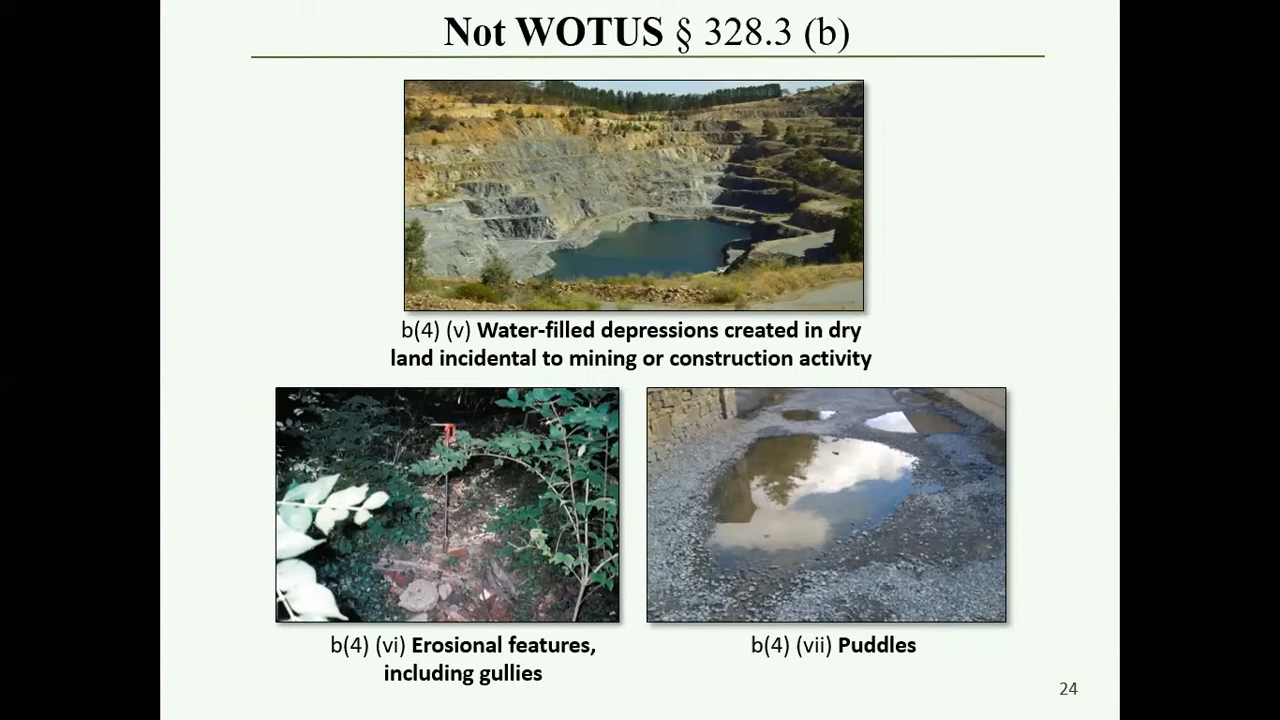 Not WOTUS § 328.3 (b)
b(4) (v) Water-filled depressions created in dry
land incidental to mining or construction activity
b(4) (vi) Erosional features,
including gullies
b(4) (vii) Puddles
24